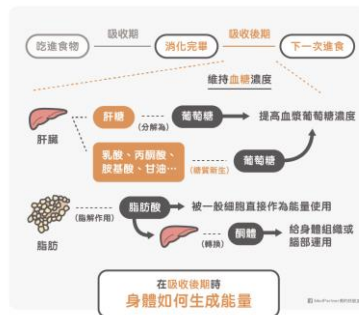 吃進食物
吸收期
消化完畢
吸收後期
下一次進食
維持血糖濃度
肝臟
肝糖
(分解為)
葡萄糖
提高血漿葡萄糖濃度
乳酸、丙酮酸、
胺基酸、甘油…
(糖質新生)
葡萄糖
脂肪
(脂解作用)
脂肪酸
被一般細胞直接作為能量使用
(轉換)
酮體
給身體組織或
腦部運用
在吸收後期時
身體如何生成能量